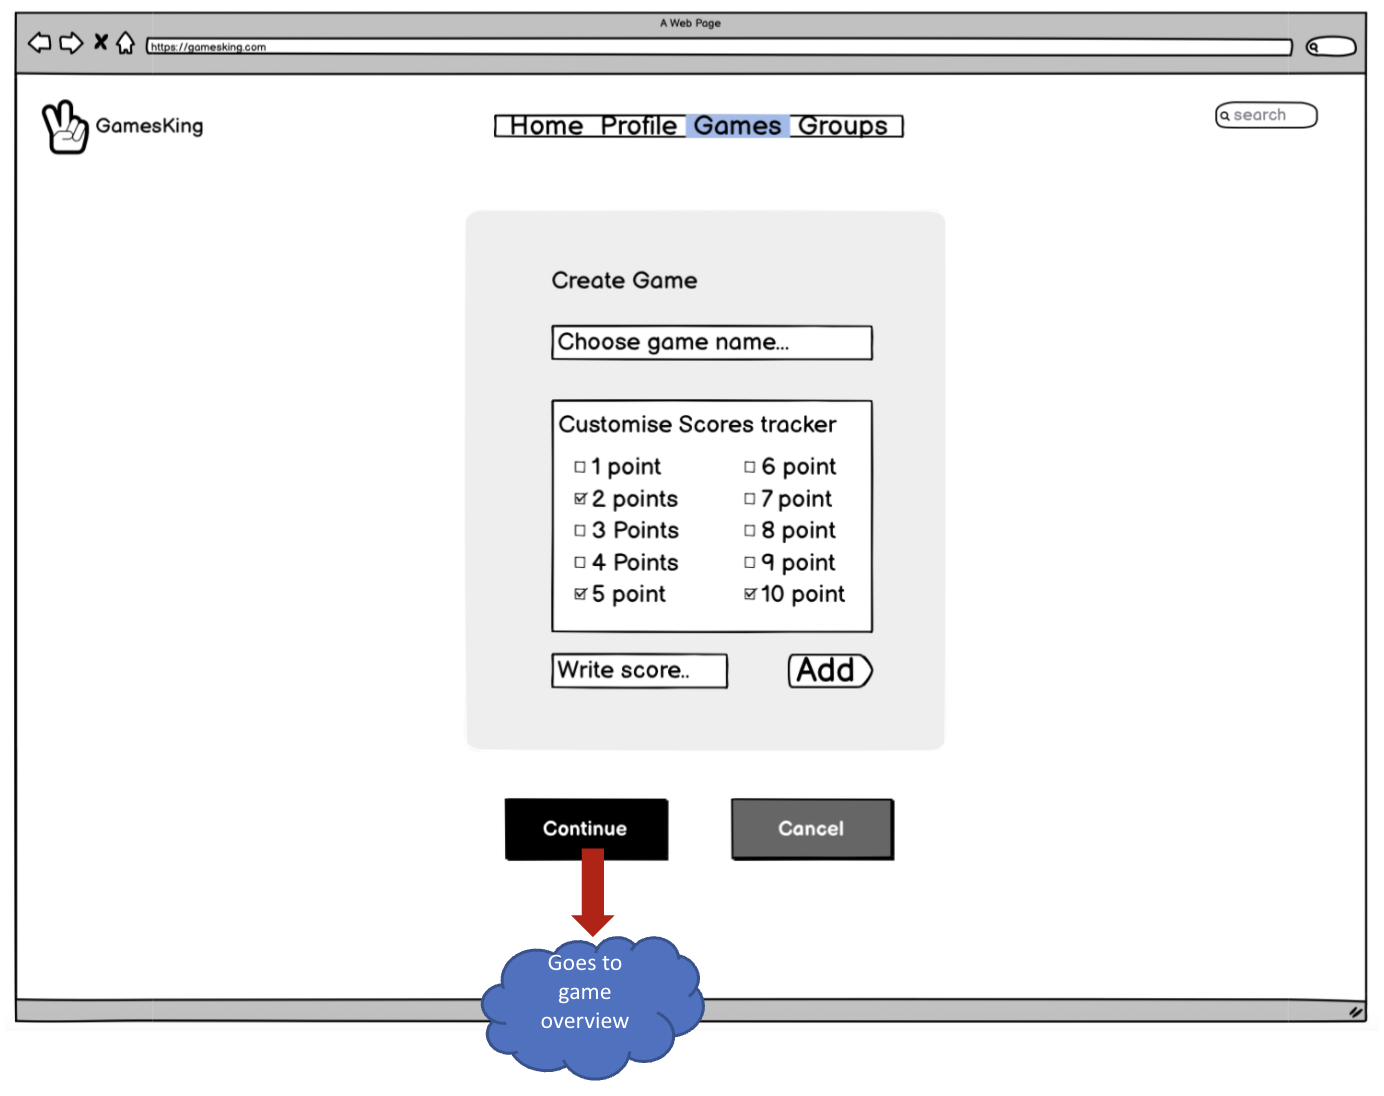 A Web Page
https://gamesking.com
GamesKing
Home Profile Games Groups
search
Create Game
Choose game name...
Customise Scores tracker
1 point
2 points
3 Points
4 Points
5 point
6 point
7 point
8 point
9 point
10 point
Write score..
Add
Continue
Cancel
Goes to
game
overview